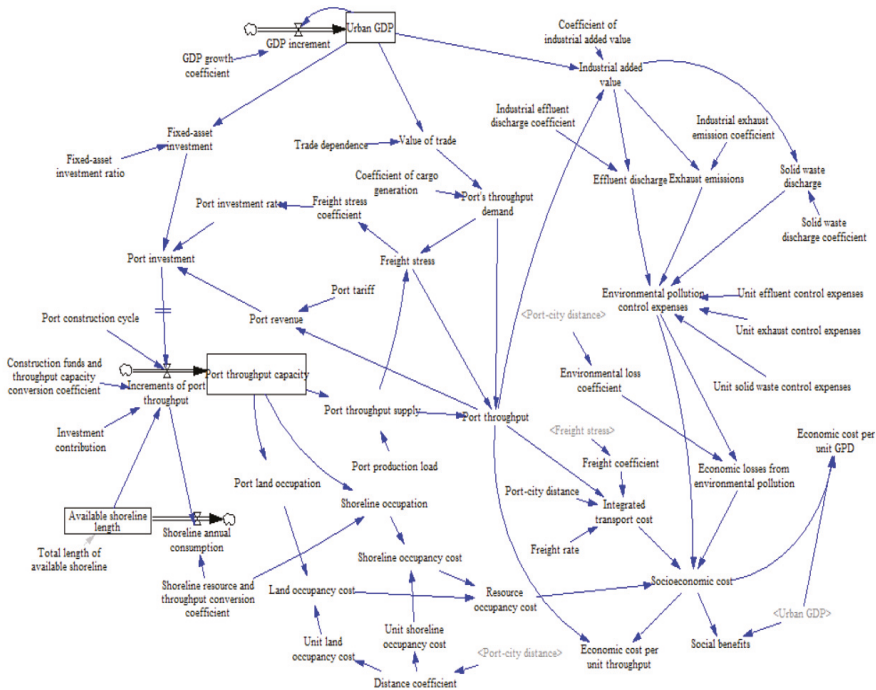 Urban GDP
GDP increment
GDP growth
coefficient
Coefficient of
industrial added value
Industrial added
value
Industrial effluent
discharge coefficient
Industrial exhaust
emission coefficient
Fixed-asset
investment
Fixed-asset
investment ratio
Trade dependence
Value of trade
Coefficient of cargo
generation
Effluent discharge
Exhaust emissions
Solid waste
discharge
Solid waste
discharge coefficient
Port investment rate
Freight stress
coefficient
Port's throughput
demand
Port investment
Freight stress
Port tariff
Port revenue
<Port-city distance>
Environmental pollution
control expenses
Unit effluent control expenses
Unit exhaust control expenses
Unit solid waste control expenses
Port construction cycle
Construction funds and
throughput capacity
conversion coefficient
Increments of port
throughput
Port throughput capacity
Environmental loss
coefficient
Investment
contribution
Port throughput supply
Port throughput
Port production load
<Freight stress>
Freight coefficient
Economic cost per
unit GPD
Economic losses from
environmental pollution
Port land occupation
Shoreline occupation
Port-city distance
Integrated
transport cost
Freight rate
Available shoreline
length
Shoreline annual
consumption
Total length of
available shoreline
Shoreline resource and
throughput conversion
coefficient
Shoreline occupancy cost
Land occupancy cost
Resource
occupancy cost
Socioeconomic cost
Unit land
occupancy cost
Unit shoreline
occupancy cost
<Port-city distance>
Distance coefficient
Economic cost per
unit throughput
Social benefits
<Urban GDP>